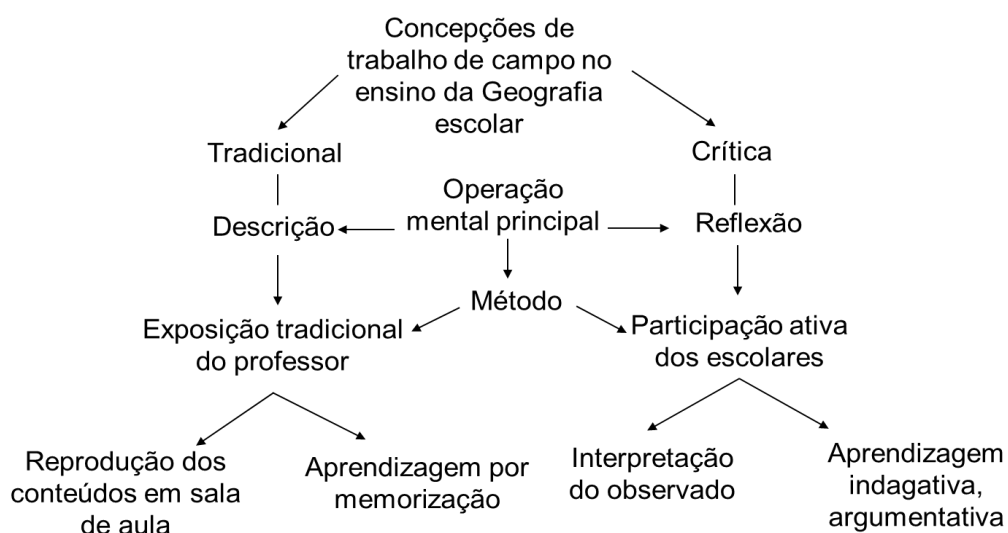 Concepções de
trabalho de campo no
ensino da Geografia
escolar
Tradicional
Crítica
Operação
mental principal
Descrição
Reflexão
Método
Exposição tradicional
do professor
Participação ativa
dos escolares
Reprodução dos
conteúdos em sala
de aula
Aprendizagem por
memorização
Interpretação
do observado
Aprendizagem
indagativa,
argumentativa